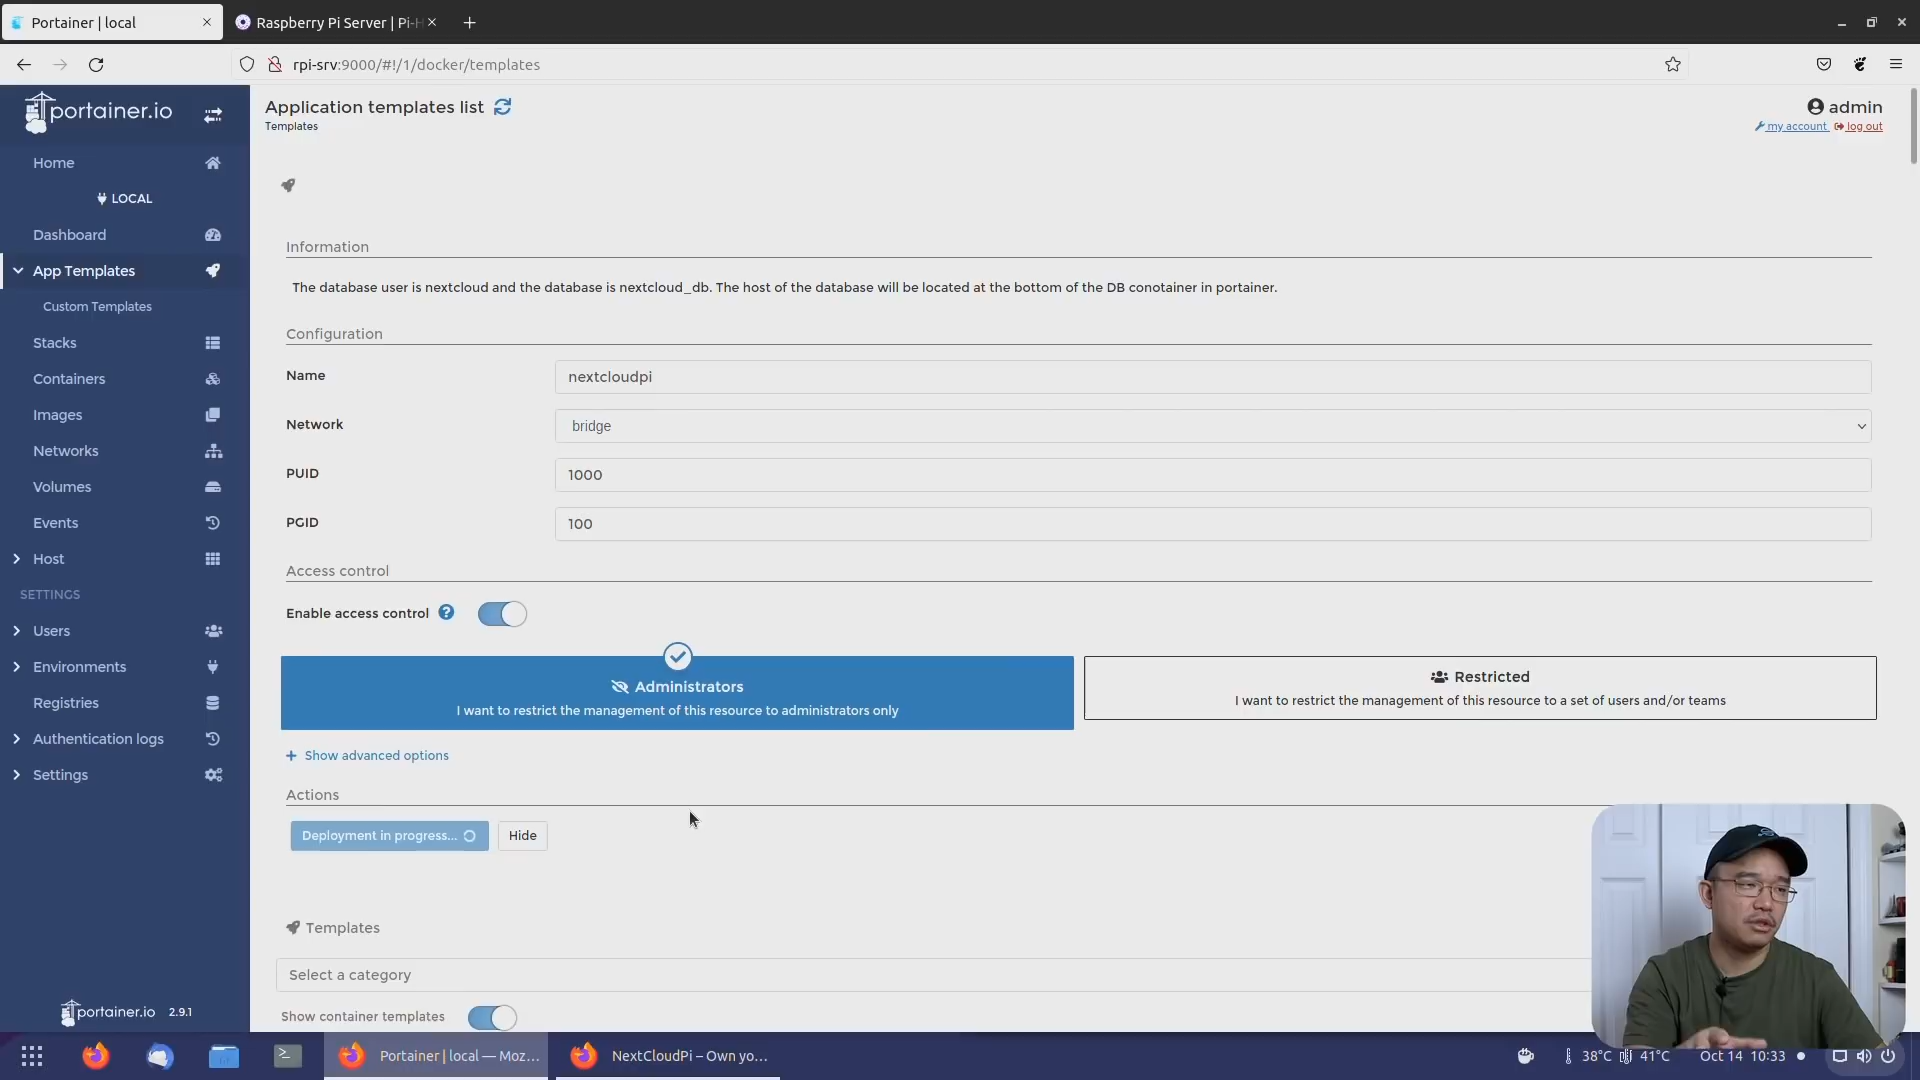 Portainer | local
Raspberry Pi Server | Pi-H
rpi-srv:9000/#!/1/docker/templates
portainer.io
Application templates list
Templates
admin
my account
log out
Home
LOCAL
Dashboard
App Templates
Custom Templates
Stacks
Containers
Images
Networks
Volumes
Events
Host
SETTINGS
Users
Environments
Registries
Authentication logs
Settings
portainer.io 2.9.1
Information
The database user is nextcloud and the database is nextcloud_db. The host of the database will be located at the bottom of the DB conotainer in portainer.
Configuration
Name
nextcloudpi
Network
bridge
PUID
1000
PGID
100
Access control
Enable access control
Administrators
I want to restrict the management of this resource to administrators only
Restricted
I want to restrict the management of this resource to a set of users and/or teams
Show advanced options
Actions
Deployment in progress...
Hide
Templates
Select a category
Show container templates
Portainer | local — Moz...
NextCloudPi – Own yo...
38°C
41°C
Oct 14 10:33